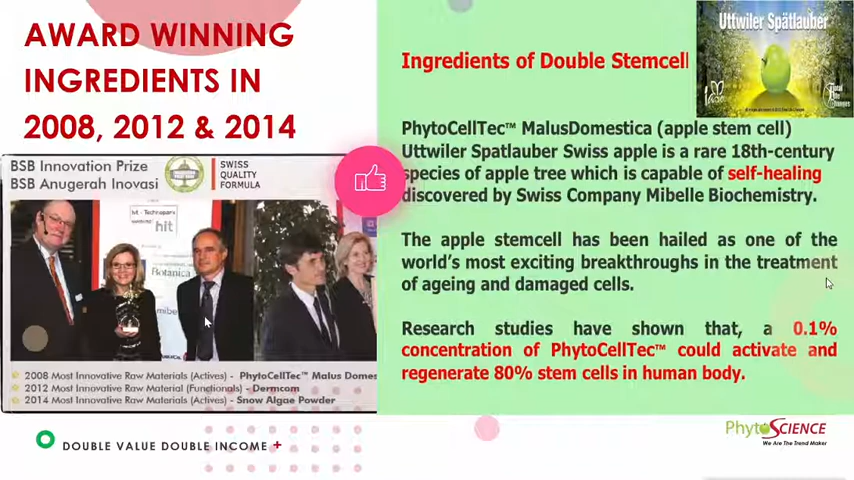 AWARD WINNING
INGREDIENTS IN
2008, 2012 & 2014
BSB Innovation Prize
BSB Anugerah Inovasi
SWISS
QUALITY
FORMULA
hit - Technopark
hit
Botanica
2008 Most Innovative Raw Materials (Actives) - PhytoCellTec™ Malus Domes
2012 Most Innovative Raw Material (Functionals) - Dermcom
2014 Most Innovative Raw Materials (Actives) - Snow Algae Powder
DOUBLE VALUE DOUBLE INCOME +
Ingredients of Double Stemcell
Uttwiler Spätlauber
PhytoCellTec™ MalusDomestica (apple stem cell)
Uttwiler Spatlauber Swiss apple is a rare 18th-century
species of apple tree which is capable of self-healing
discovered by Swiss Company Mibelle Biochemistry.
The apple stemcell has been hailed as one of the
world's most exciting breakthroughs in the treatment
of ageing and damaged cells.
Research studies have shown that, a 0.1%
concentration of PhytoCellTec™ could activate and
regenerate 80% stem cells in human body.
PhytoSCIENCE
We Are The Trend Maker